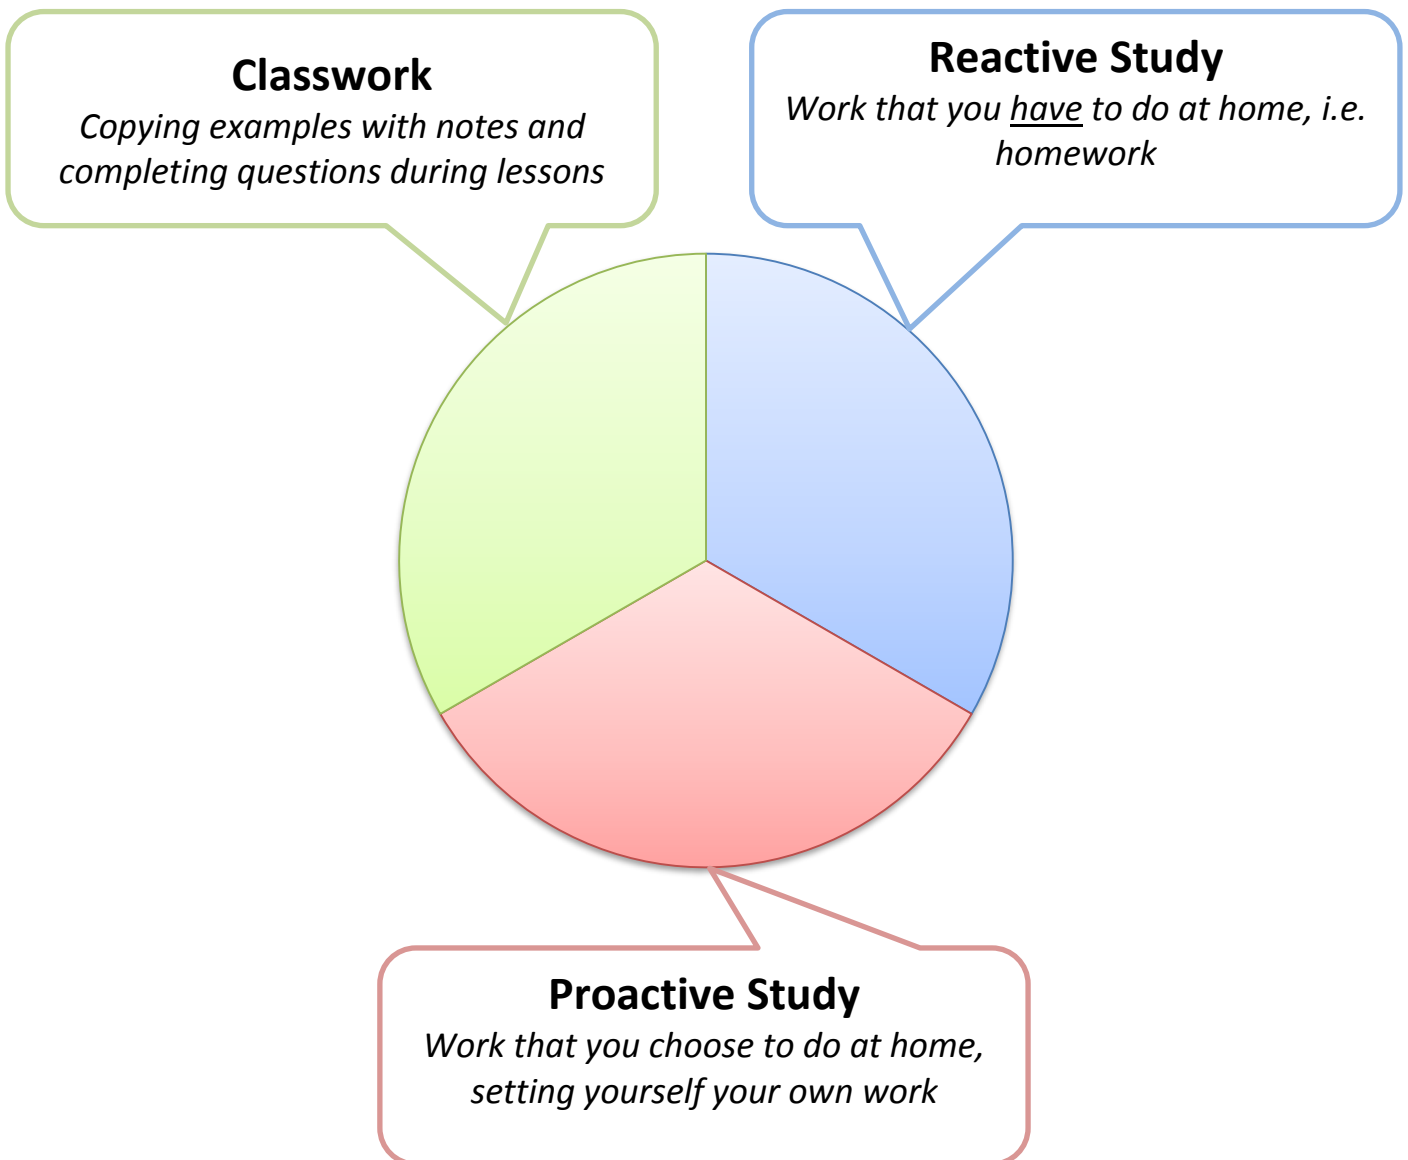 Classwork
Copying examples with notes and
completing questions during lessons
Reactive Study
Work that you have to do at home, i.e.
homework
Proactive Study
Work that you choose to do at home,
setting yourself your own work